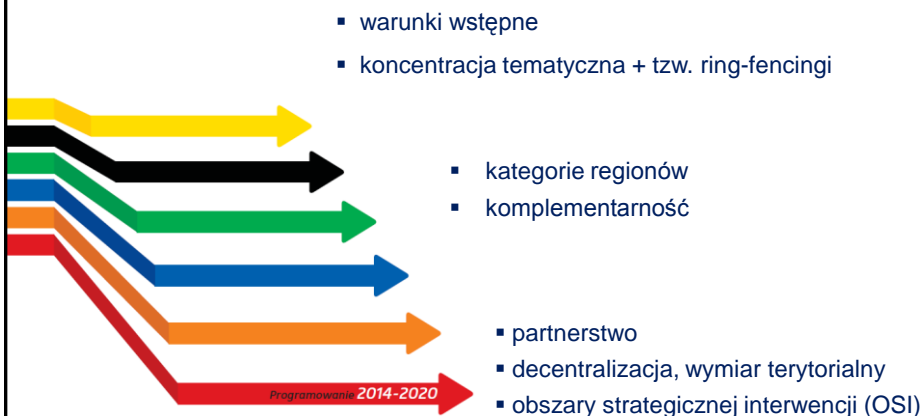 ▪ warunki wstępne
▪ koncentracja tematyczna + tzw. ring-fencingi
▪ kategorie regionów
▪ komplementarność
▪ partnerstwo
▪ decentralizacja, wymiar terytorialny
Programowanie 2014-2020
▪ obszary strategicznej interwencji (OSI)